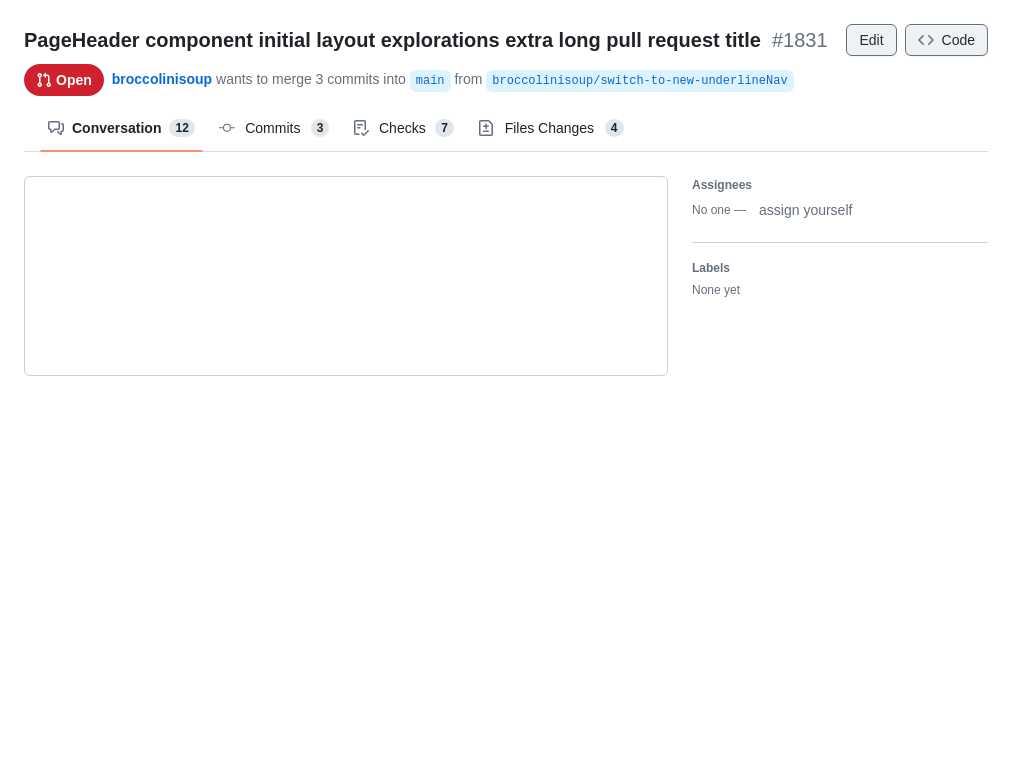 PageHeader component initial layout explorations extra long pull request title #1831 Edit Code
Open broccolinisoup wants to merge 3 commits into main from broccolinisoup/switch-to-new-underlineNav
Conversation 12 Commits 3 Checks 7 Files Changes 4
Assignees
No one — assign yourself
Labels
None yet